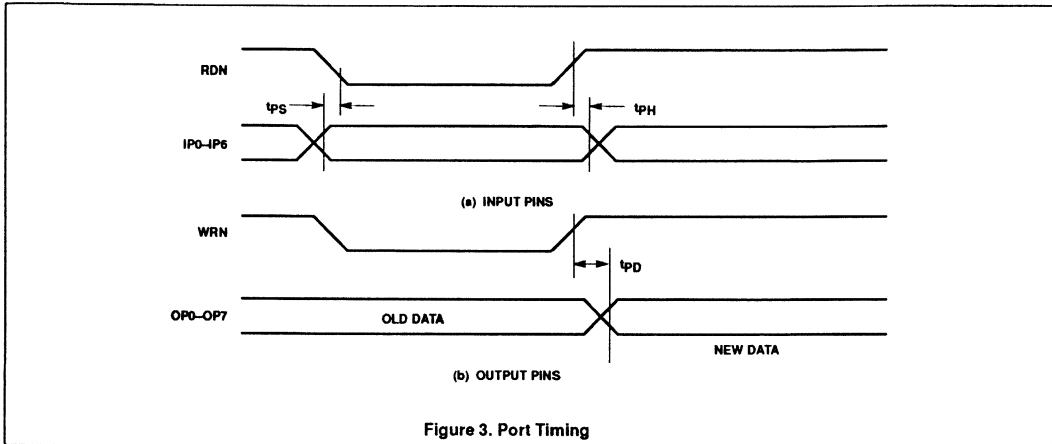 RDN
tPS
tPH
IP0–IP6
(a) INPUT PINS
WRN
tPD
OP0–OP7
OLD DATA
NEW DATA
(b) OUTPUT PINS
Figure 3. Port Timing